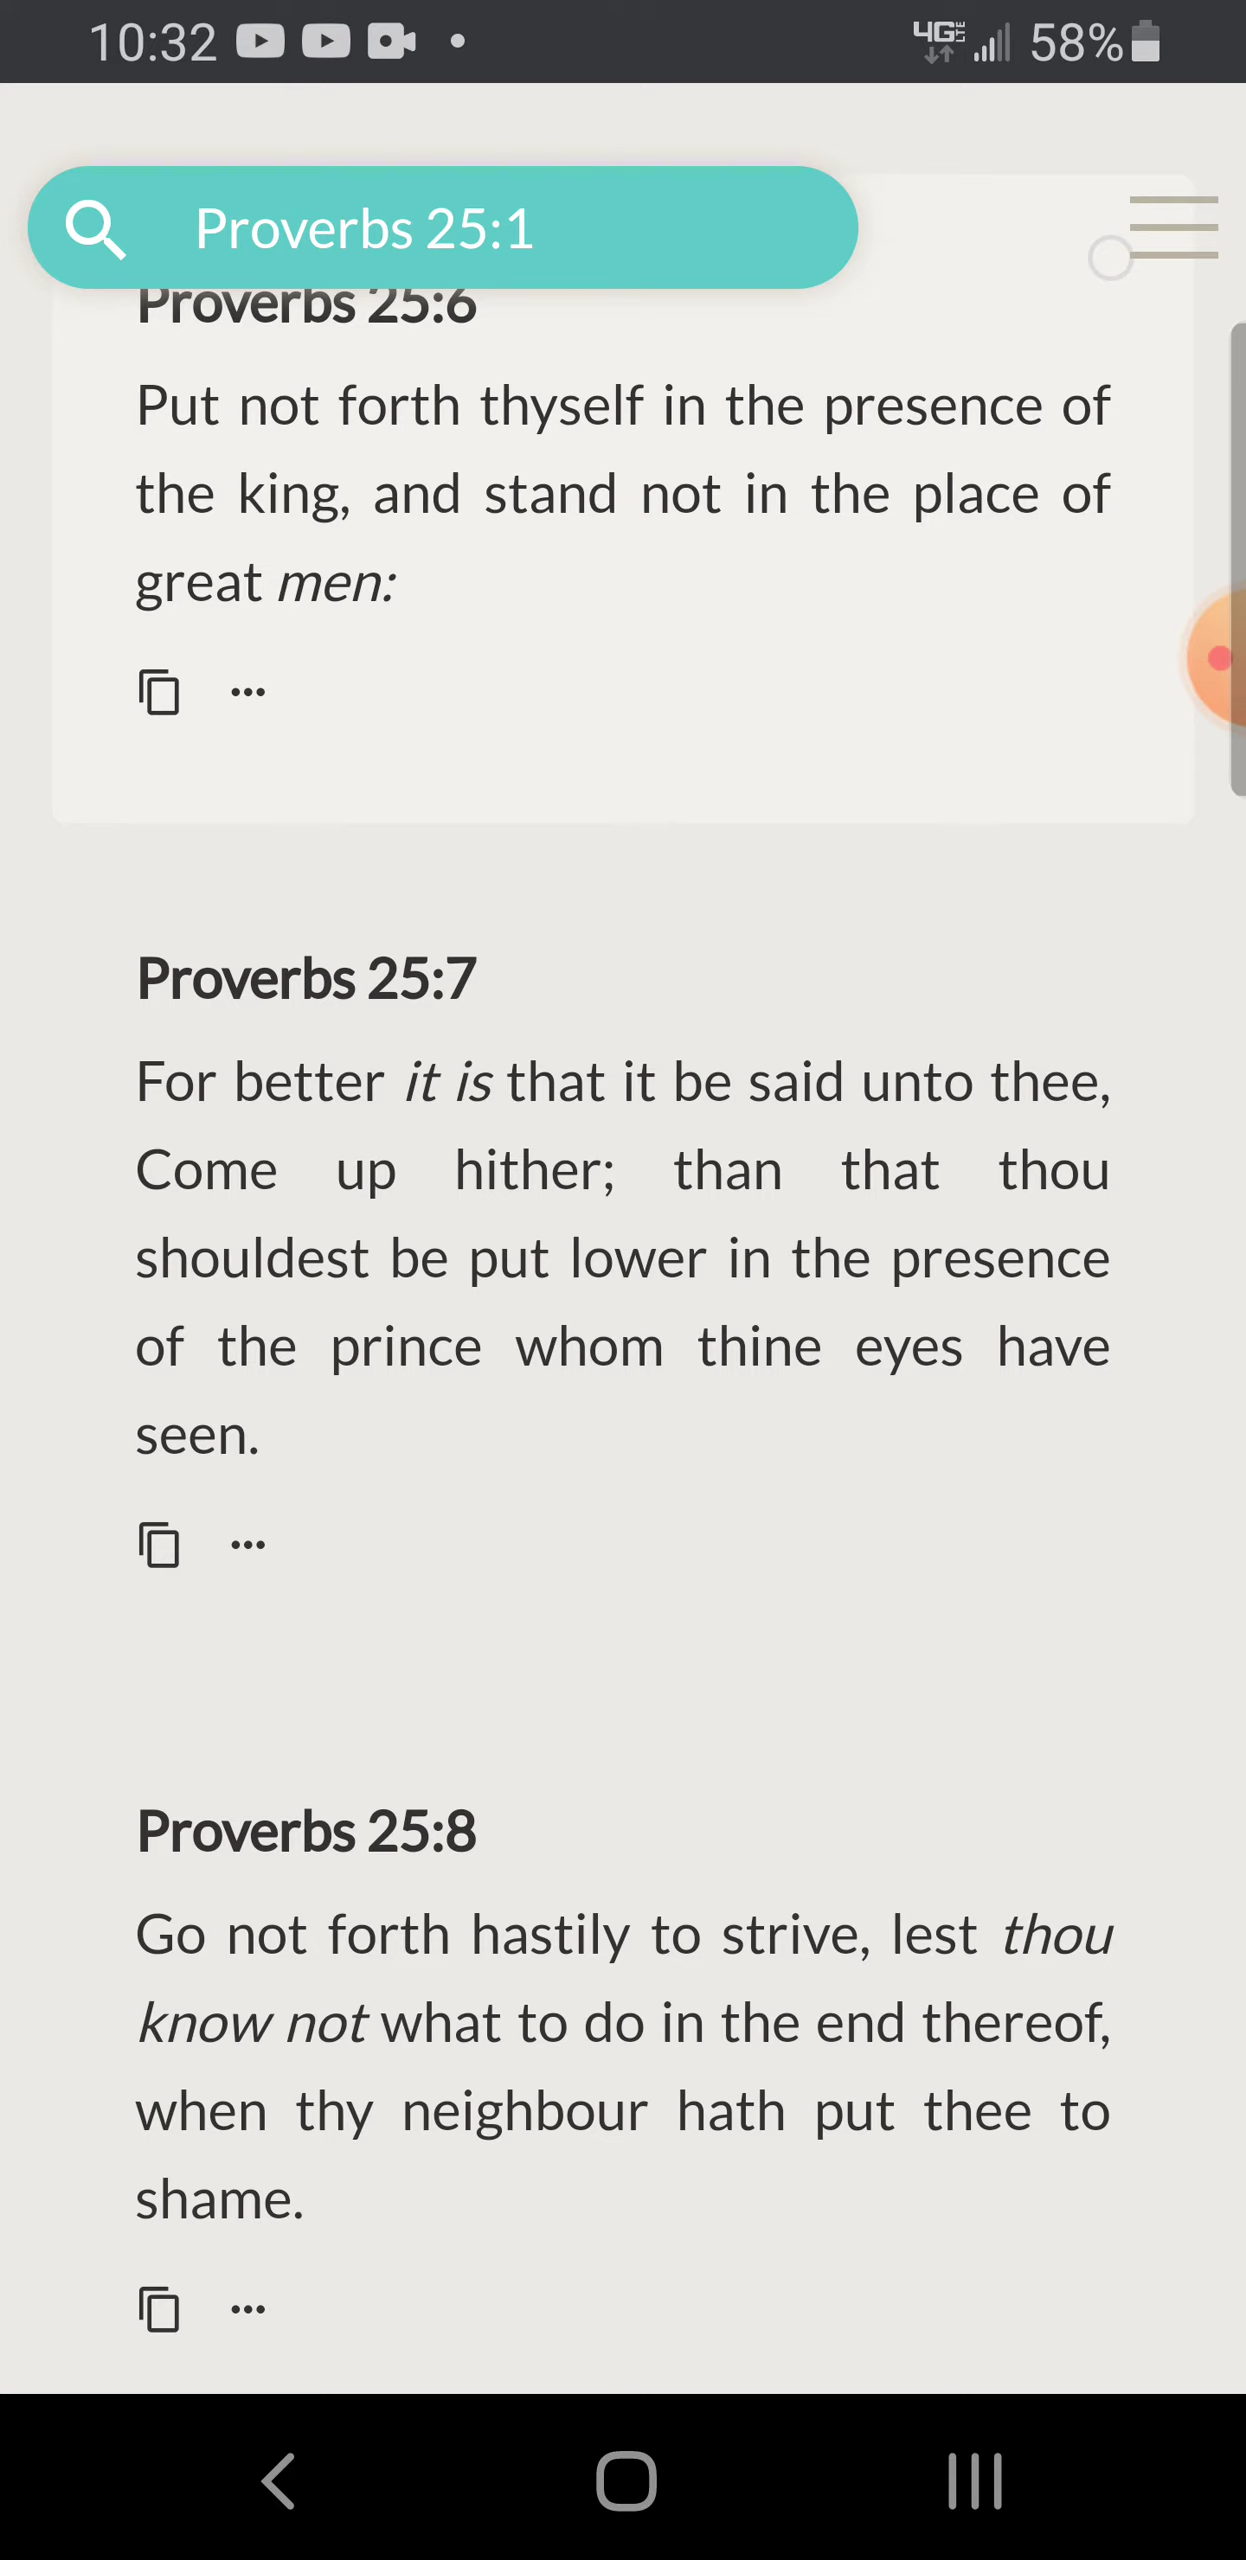 10:32
4G LTE 58%
Proverbs 25:1
Proverbs 25:6
Put not forth thyself in the presence of
the king, and stand not in the place of
great men:
Proverbs 25:7
For better it is that it be said unto thee,
Come up hither; than that thou
shouldest be put lower in the presence
of the prince whom thine eyes have
seen.
Proverbs 25:8
Go not forth hastily to strive, lest thou
know not what to do in the end thereof,
when thy neighbour hath put thee to
shame.